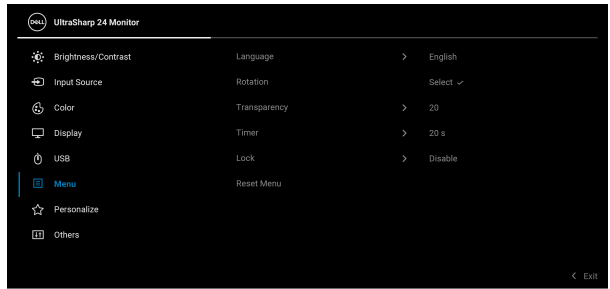 DELL UltraSharp 24 Monitor
Brightness/Contrast Language > English
Input Source Rotation Select ✓
Color Transparency > 20
Display Timer > 20 s
USB Lock > Disable
Menu Reset Menu
Personalize
Others
< Exit